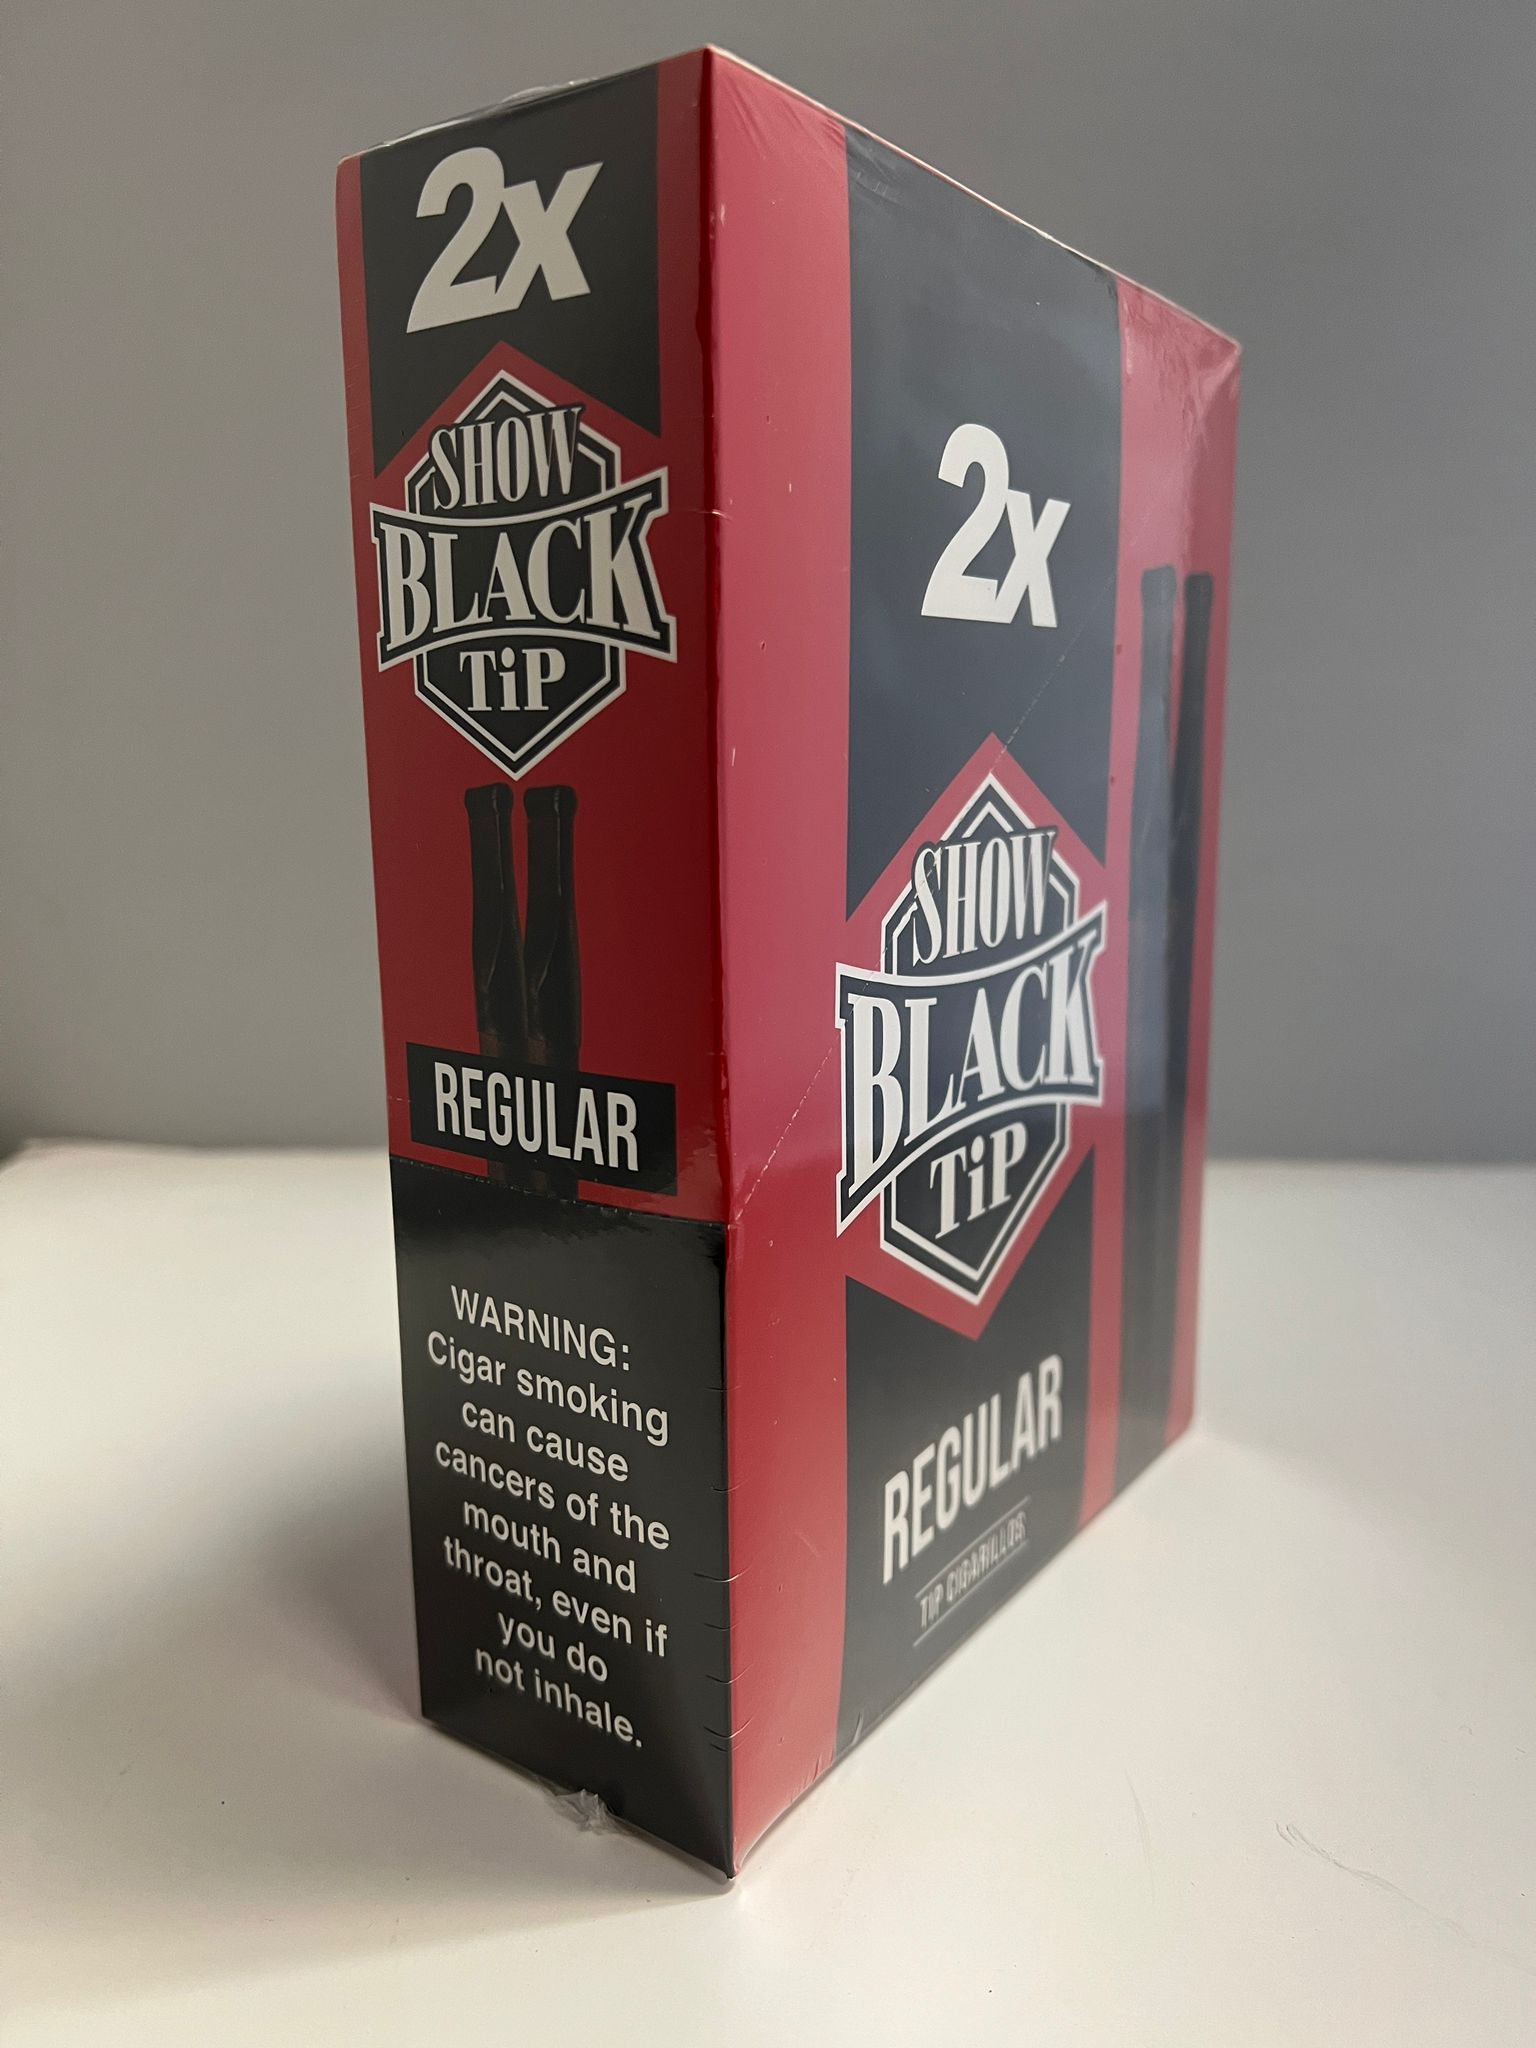 2x
SHOW
BLACK
TiP
REGULAR
WARNING:
Cigar smoking
can cause
cancers of the
mouth and
throat, even if
you do
not inhale.
2x
SHOW
BLACK
TiP
REGULAR
TIP CIGARILLOS